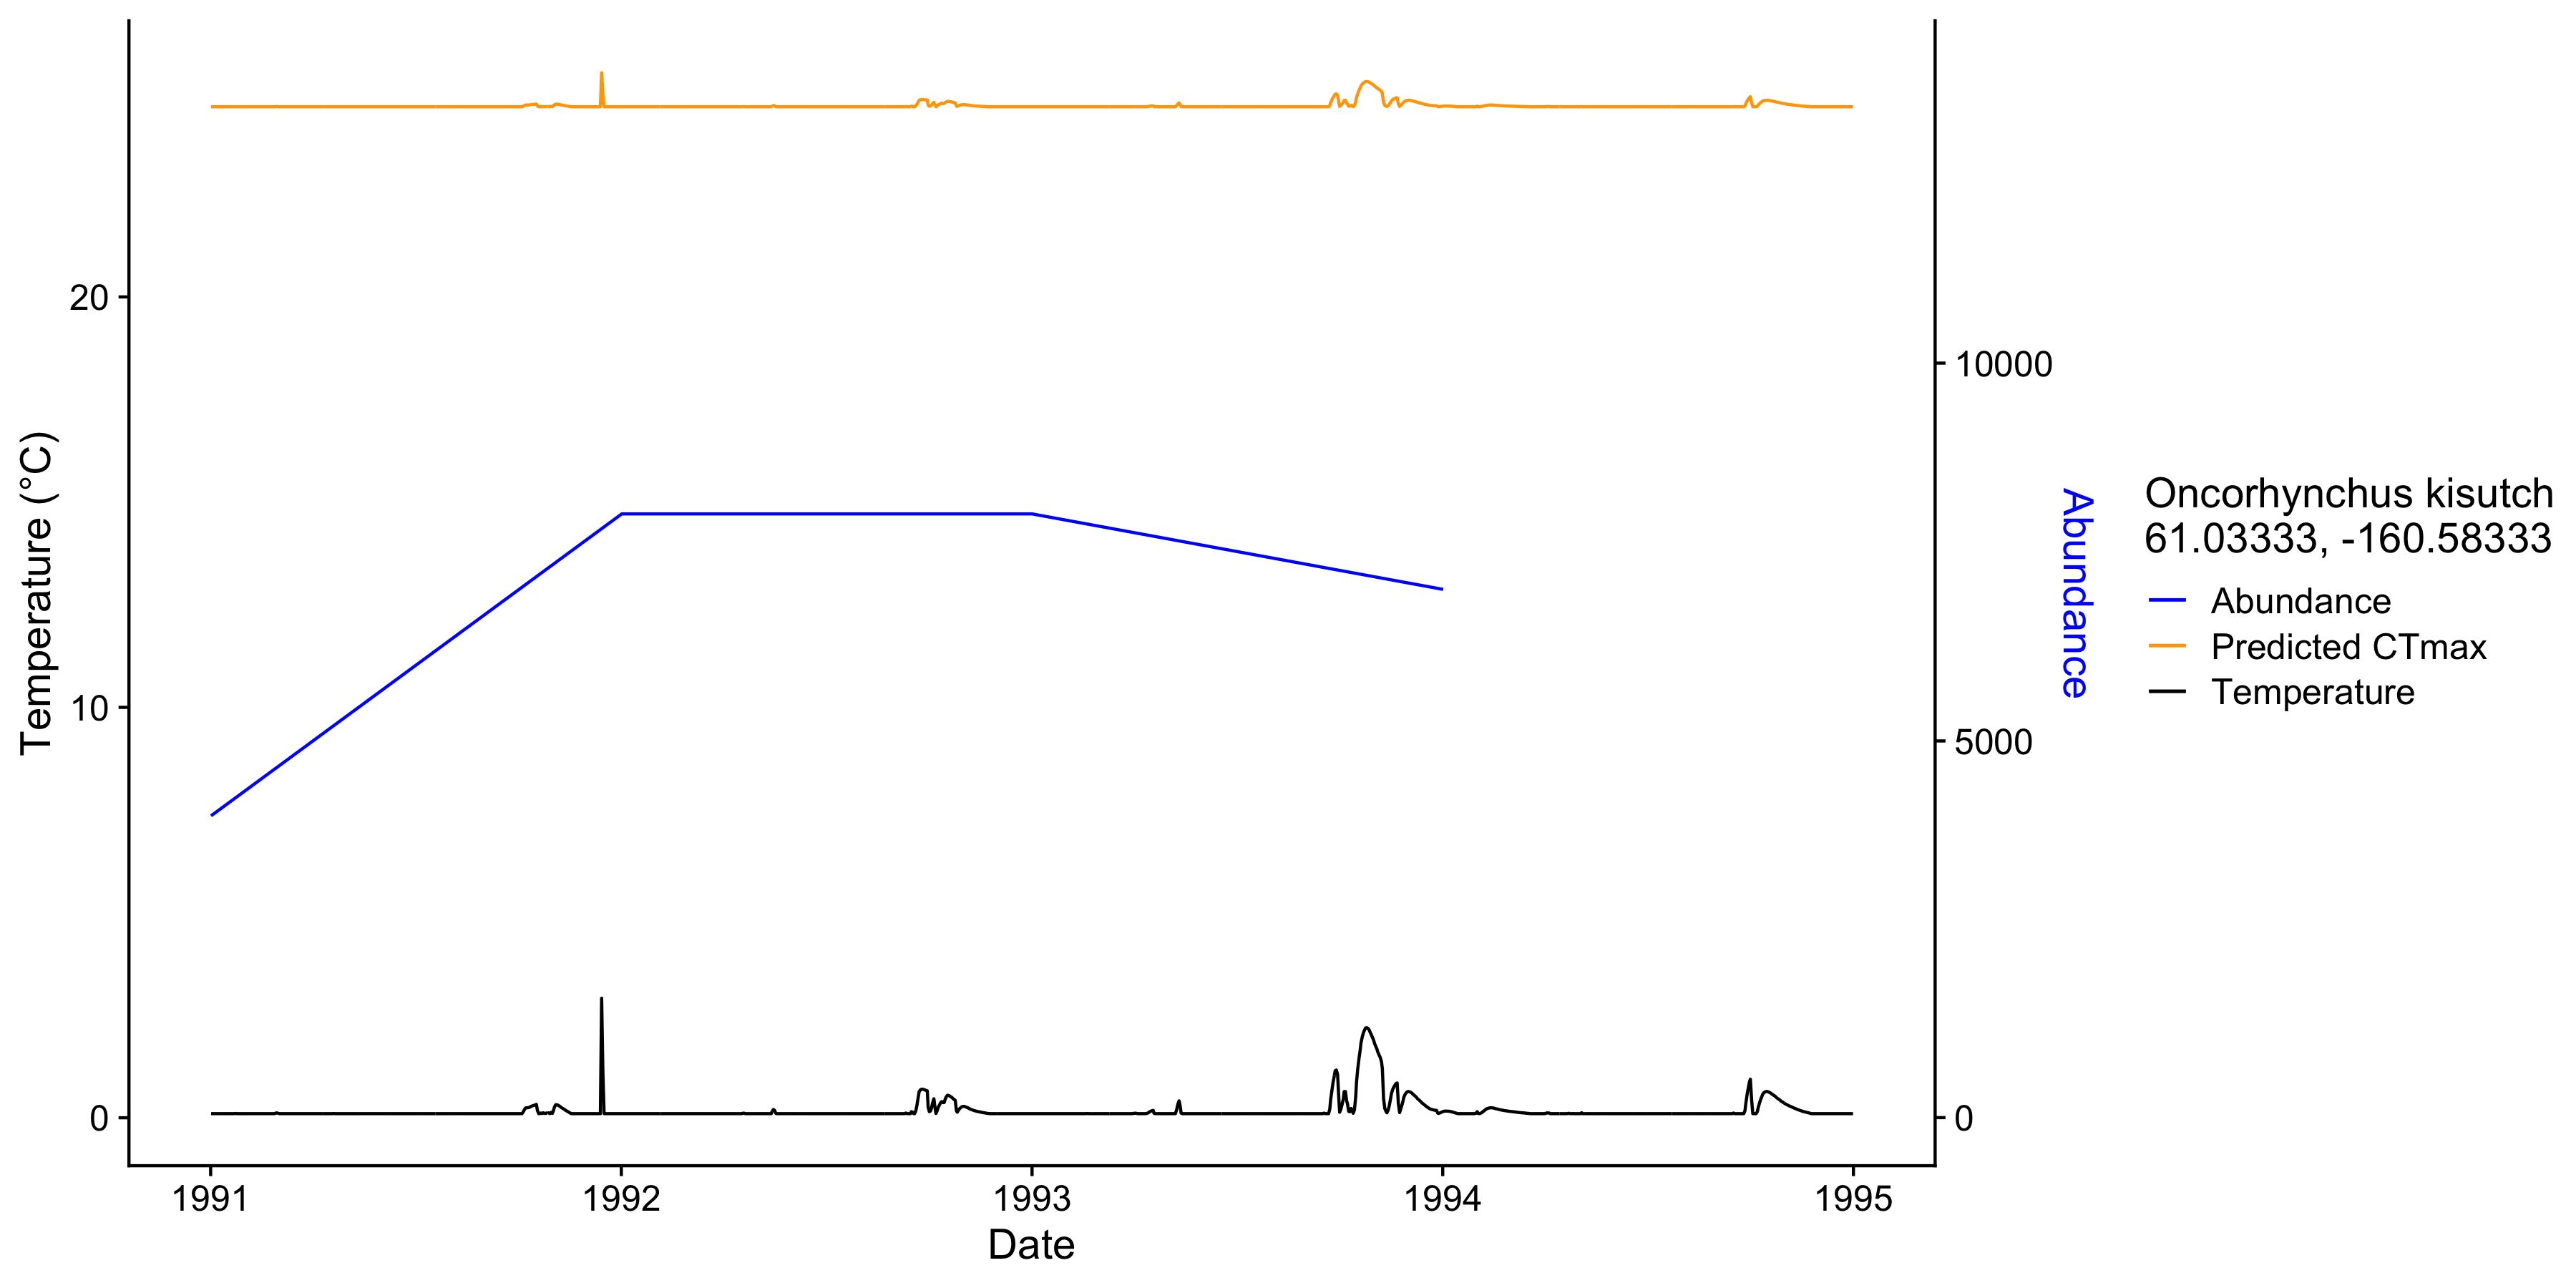 Temperature (°C)
20
10
0
1991
1992
1993
1994
1995
Date
10000
5000
0
Abundance
Oncorhynchus kisutch
61.03333, -160.58333
Abundance
Predicted CTmax
Temperature